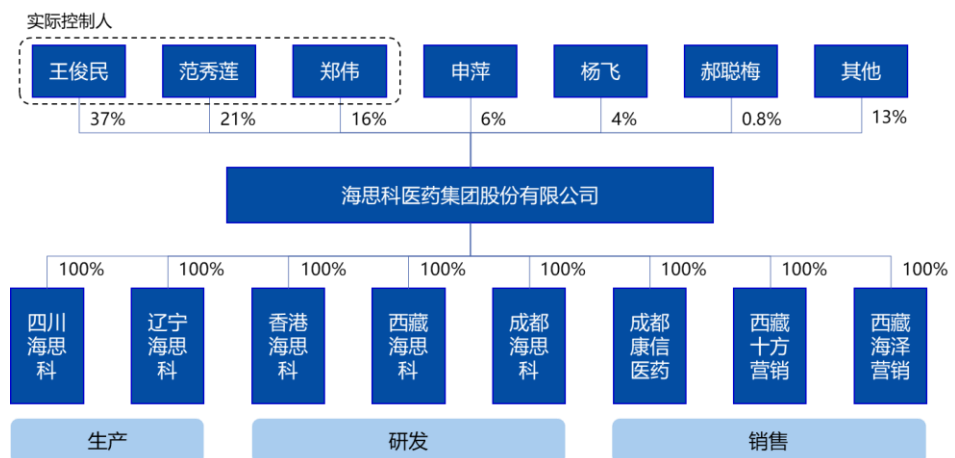 实际控制人
王俊民
范秀莲
郑伟
申萍
杨飞
郝聪梅
其他
37%
21%
16%
6%
4%
0.8%
13%
海思科医药集团股份有限公司
100%
100%
100%
100%
100%
100%
100%
100%
四川
海思
科
辽宁
海思
科
香港
海思
科
西藏
海思
科
成都
海思
科
成都
康信
医药
西藏
十方
营销
西藏
海泽
营销
生产
研发
销售